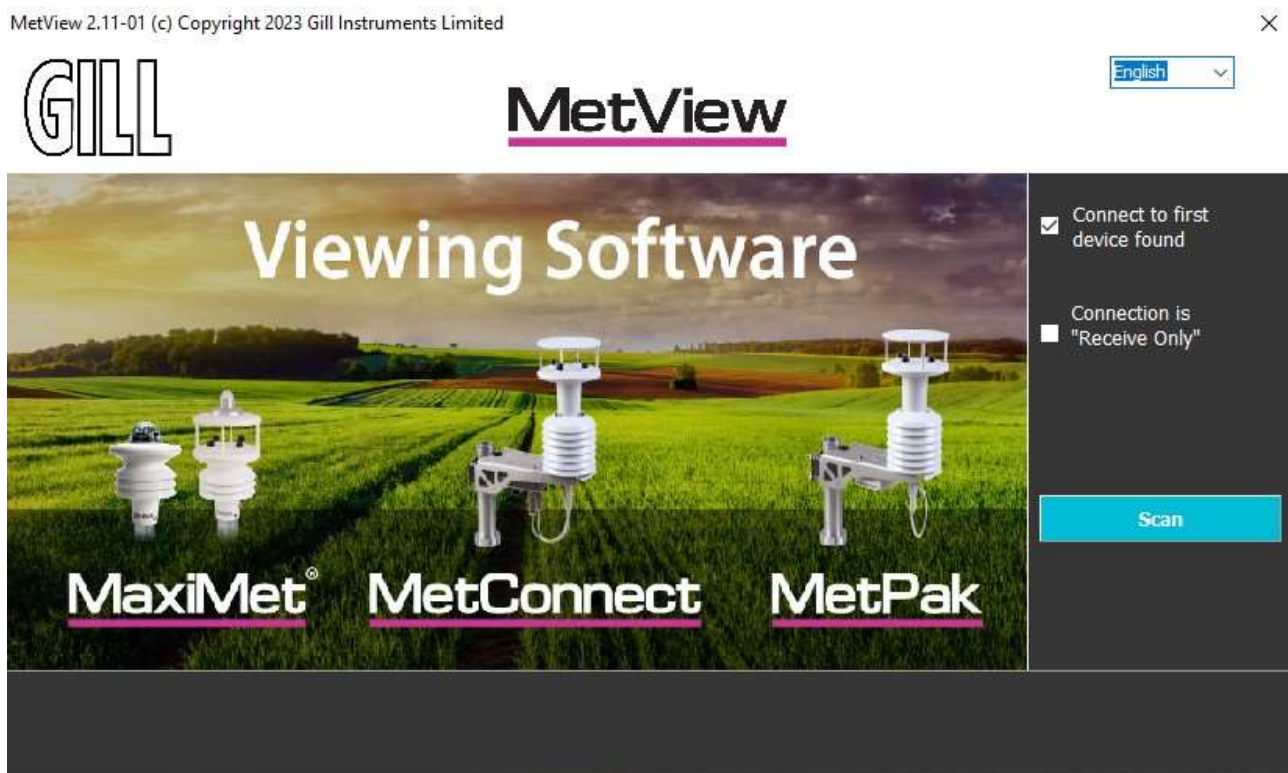 MetView 2.11-01 (c) Copyright 2023 Gill Instruments Limited
GILL
MetView
English
Viewing Software
Connect to first
device found
Connection is
"Receive Only"
Scan
MaxiMet®
MetConnect
MetPak